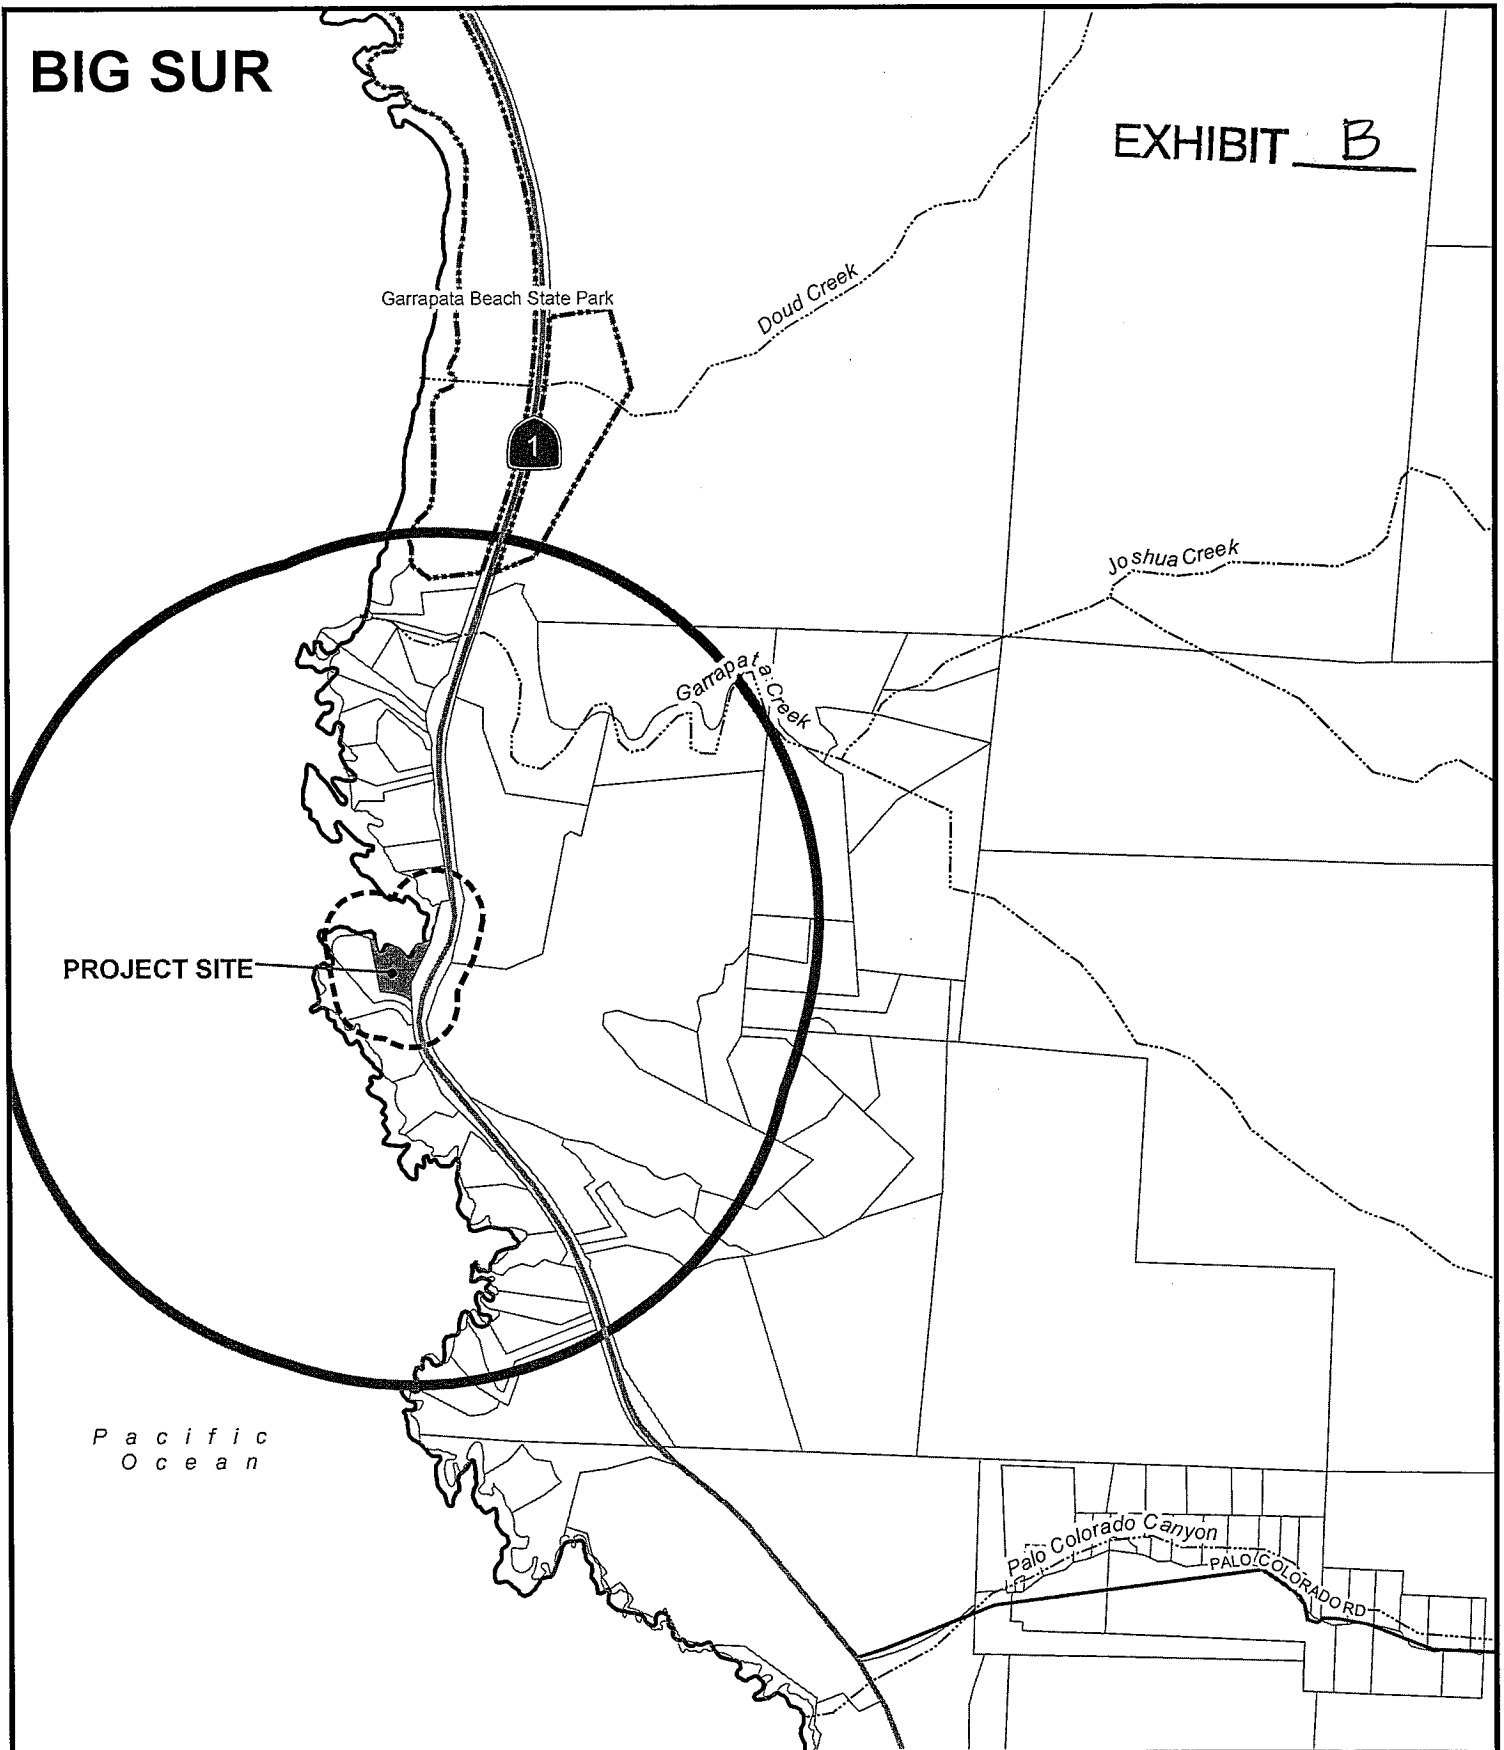 BIG SUR
EXHIBIT B
Garrapata Beach State Park
Doud Creek
1
Joshua Creek
Garrapata Creek
PROJECT SITE
Pacific
Ocean
Palo Colorado Canyon
PALO COLORADO RD